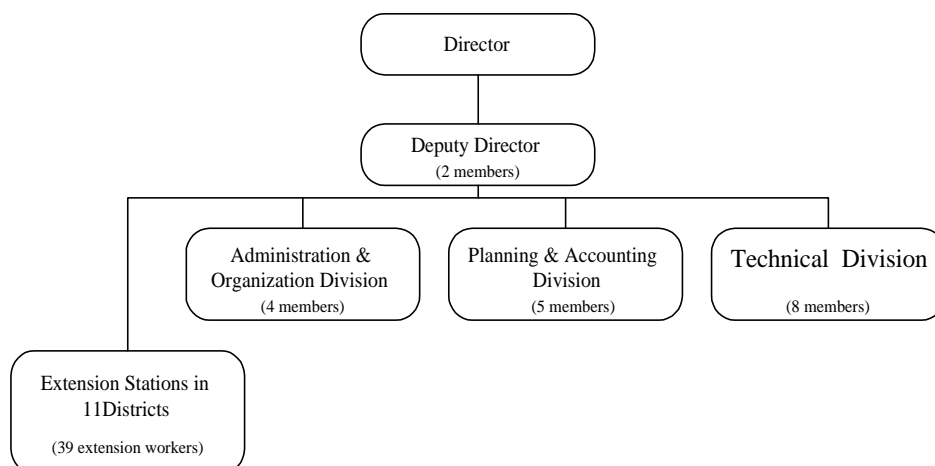 Director
Deputy Director
(2 members)
Administration &
Organization Division
(4 members)
Planning & Accounting
Division
(5 members)
Technical Division
(8 members)
Extension Stations in
11Districts
(39 extension workers)